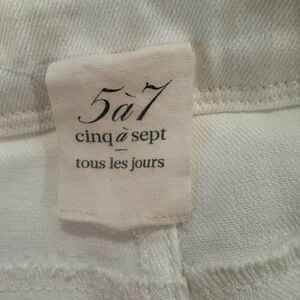 5à7
cinq à sept
tous les jours